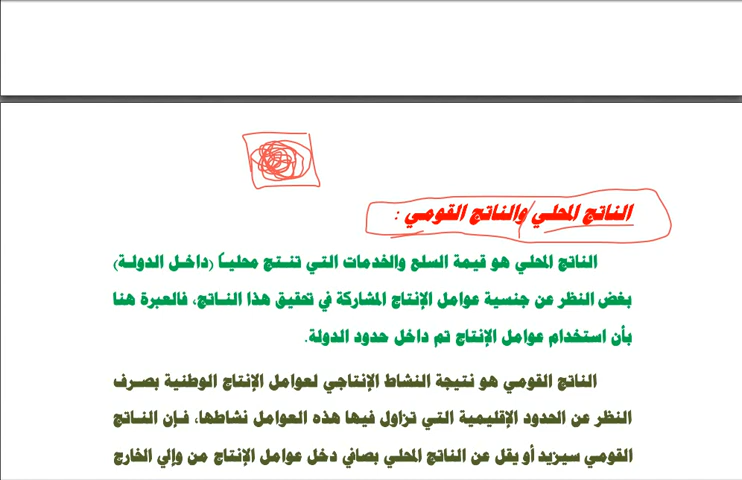 الناتج المحلي والناتج القومي :
الناتج المحلي هو قيمة السلع والخدمات التي تنتج محلياً (داخل الدولة)
بغض النظر عن جنسية عوامل الإنتاج المشاركة في تحقيق هذا الناتج، فالعبرة هنا
بأن استخدام عوامل الإنتاج تم داخل حدود الدولة.
الناتج القومي هو نتيجة النشاط الإنتاجي لعوامل الإنتاج الوطنية بصرف
النظر عن الحدود الإقليمية التي تزاول فيها هذه العوامل نشاطها، فإن الناتج
القومي سيزيد أو يقل عن الناتج المحلي بصافي دخل عوامل الإنتاج من وإلي الخارج